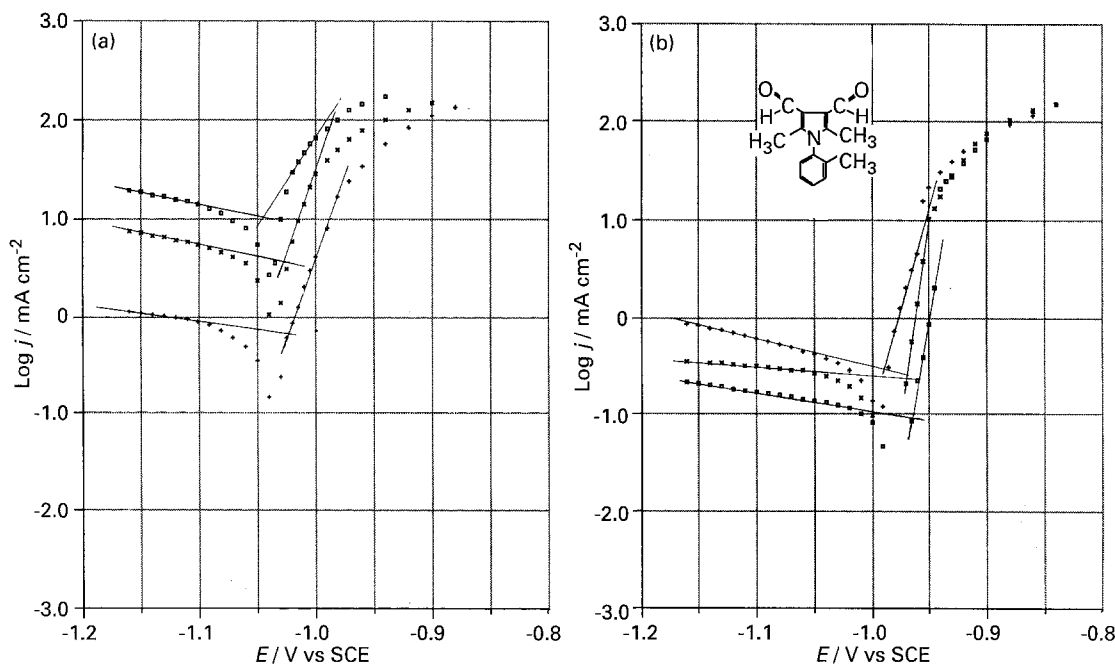 (a)
3.0
2.0
1.0
0
-1.0
-2.0
-3.0
Log j / mA cm-2
-1.2 -1.1 -1.0 -0.9 -0.8
E / V vs SCE
(b)
3.0
2.0
1.0
0
-1.0
-2.0
-3.0
Log j / mA cm-2
O O
C C
H H
H3C N CH3
CH3
-1.2 -1.1 -1.0 -0.9 -0.8
E / V vs SCE